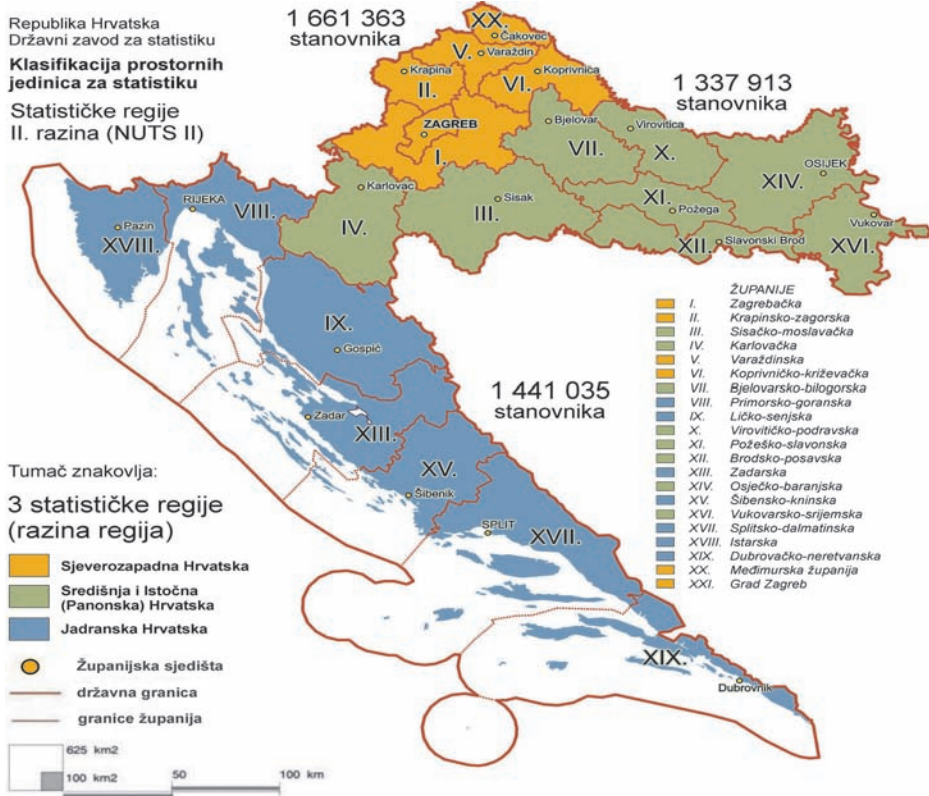 Republika Hrvatska
Državni zavod za statistiku
Klasifikacija prostornih
jedinica za statistiku
Statističke regije
II. razina (NUTS II)
1 661 363
stanovnika
1 337 913
stanovnika
1 441 035
stanovnika
XX.
Čakovec
V.
Varaždin
Krapina
II.
VI.
Koprivnica
ZAGREB
I.
Bjelovar
VII.
Virovitica
X.
OSIJEK
XIV.
Karlovac
IV.
Sisak
III.
XI.
Požega
Vukovar
XII.
Slavonski Brod
XVI.
RIJEKA
VIII.
Pazin
XVIII.
IX.
Gospić
Zadar
XIII.
XV.
Šibenik
SPLIT
XVII.
XIX.
Dubrovnik
ŽUPANIJE
I. Zagrebačka
II. Krapinsko-zagorska
III. Sisačko-moslavačka
IV. Karlovačka
V. Varaždinska
VI. Koprivničko-križevačka
VII. Bjelovarsko-bilogorska
VIII. Primorsko-goranska
IX. Ličko-senjska
X. Virovitičko-podravska
XI. Požeško-slavonska
XII. Brodsko-posavska
XIII. Zadarska
XIV. Osječko-baranjska
XV. Šibensko-kninska
XVI. Vukovarsko-srijemska
XVII. Splitsko-dalmatinska
XVIII. Istarska
XIX. Dubrovačko-neretvanska
XX. Međimurska županija
XXI. Grad Zagreb
Tumač znakovlja:
3 statističke regije
(razina regija)
Sjeverozapadna Hrvatska
Središnja i Istočna
(Panonska) Hrvatska
Jadranska Hrvatska
Županijska sjedišta
državna granica
granice županija
625 km2
100 km2
50
100 km